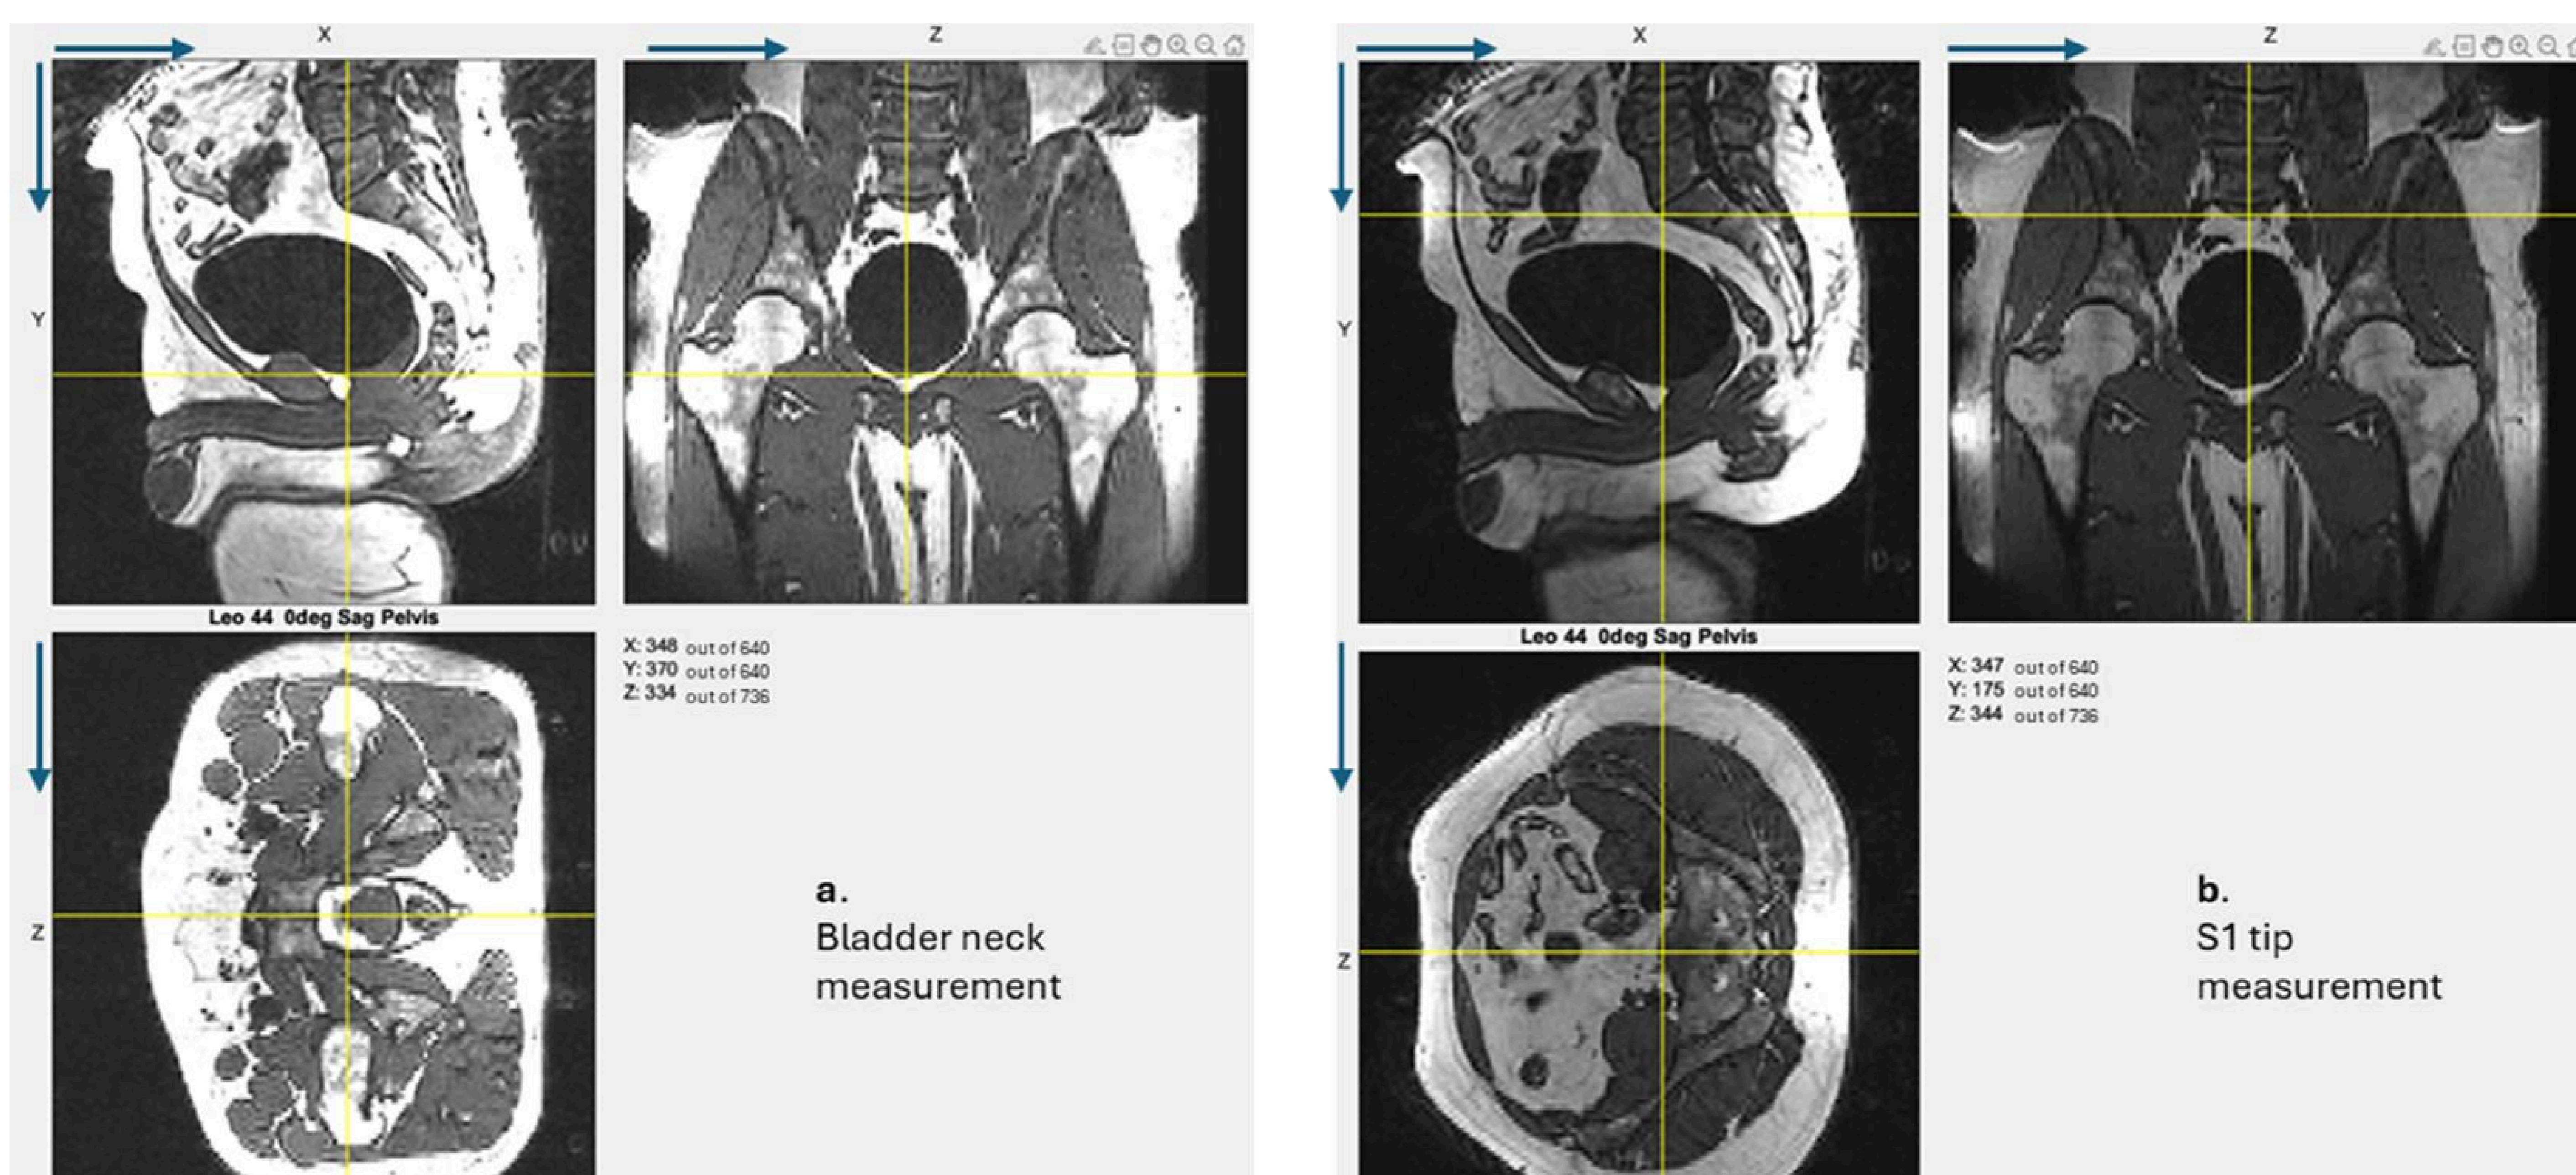 X
Z
Y
Leo 44 0deg Sag Pelvis
X: 348 out of 640
Y: 370 out of 640
Z: 334 out of 736
Z
a.
Bladder neck
measurement
X
Z
Y
Leo 44 0deg Sag Pelvis
X: 347 out of 640
Y: 175 out of 640
Z: 344 out of 736
Z
b.
S1 tip
measurement